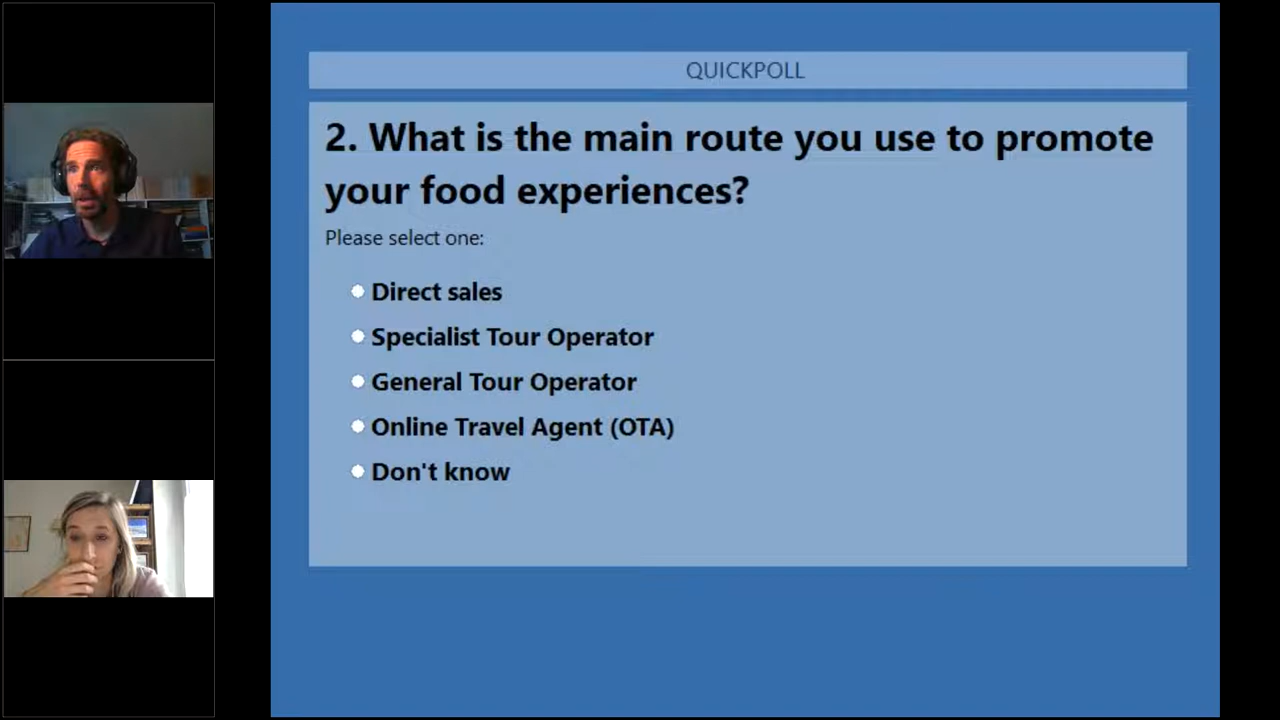 QUICKPOLL
2. What is the main route you use to promote
your food experiences?
Please select one:
Direct sales
Specialist Tour Operator
General Tour Operator
Online Travel Agent (OTA)
Don't know